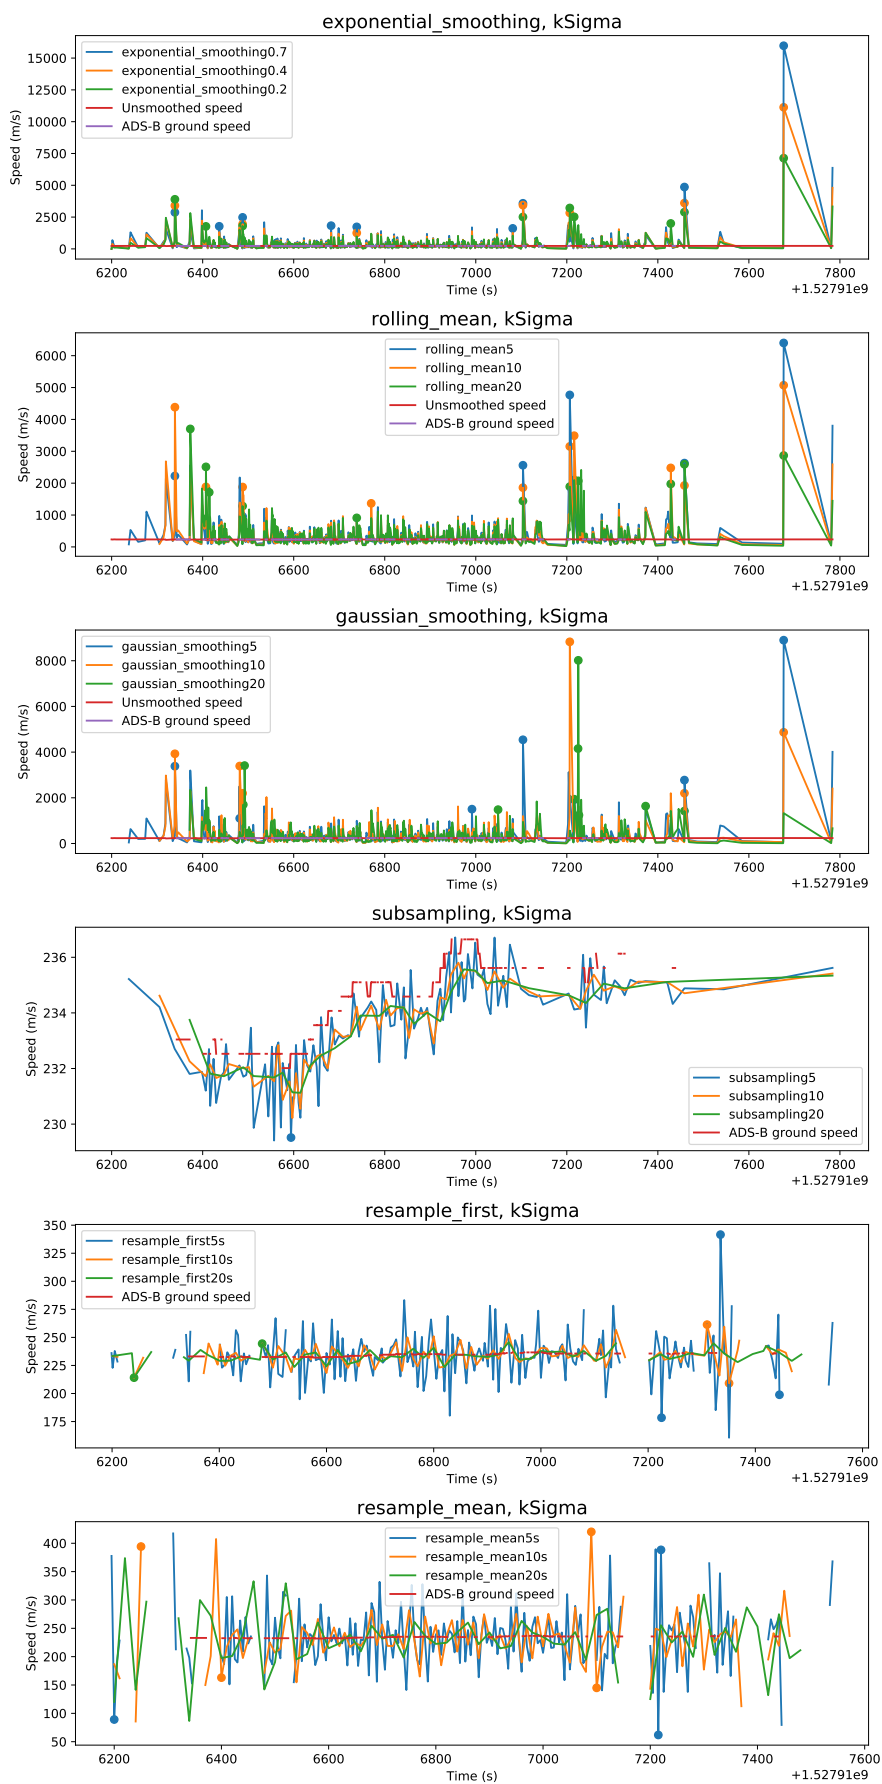 exponential_smoothing, kSigma
exponential_smoothing0.7
exponential_smoothing0.4
exponential_smoothing0.2
Unsmoothed speed
ADS-B ground speed
Speed (m/s)
15000
12500
10000
7500
5000
2500
0
6200 6400 6600 6800 7000 7200 7400 7600 7800
Time (s)
+1.52791e9
rolling_mean, kSigma
rolling_mean5
rolling_mean10
rolling_mean20
Unsmoothed speed
ADS-B ground speed
Speed (m/s)
6000
5000
4000
3000
2000
1000
0
6200 6400 6600 6800 7000 7200 7400 7600 7800
Time (s)
+1.52791e9
gaussian_smoothing, kSigma
gaussian_smoothing5
gaussian_smoothing10
gaussian_smoothing20
Unsmoothed speed
ADS-B ground speed
Speed (m/s)
8000
6000
4000
2000
0
6200 6400 6600 6800 7000 7200 7400 7600 7800
Time (s)
+1.52791e9
subsampling, kSigma
Speed (m/s)
236
234
232
230
subsampling5
subsampling10
subsampling20
ADS-B ground speed
6200 6400 6600 6800 7000 7200 7400 7600 7800
Time (s)
+1.52791e9
resample_first, kSigma
resample_first5s
resample_first10s
resample_first20s
ADS-B ground speed
Speed (m/s)
350
325
300
275
250
225
200
175
6200 6400 6600 6800 7000 7200 7400 7600
Time (s)
+1.52791e9
resample_mean, kSigma
resample_mean5s
resample_mean10s
resample_mean20s
ADS-B ground speed
Speed (m/s)
400
350
300
250
200
150
100
50
6200 6400 6600 6800 7000 7200 7400 7600
Time (s)
+1.52791e9